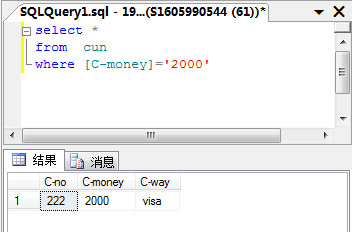 SQLQuery1.sql - 19...(S1605990544 (61))*
select *
from cun
where [C-money]='2000'
结果 消息
C-no C-money C-way
1 222 2000 visa